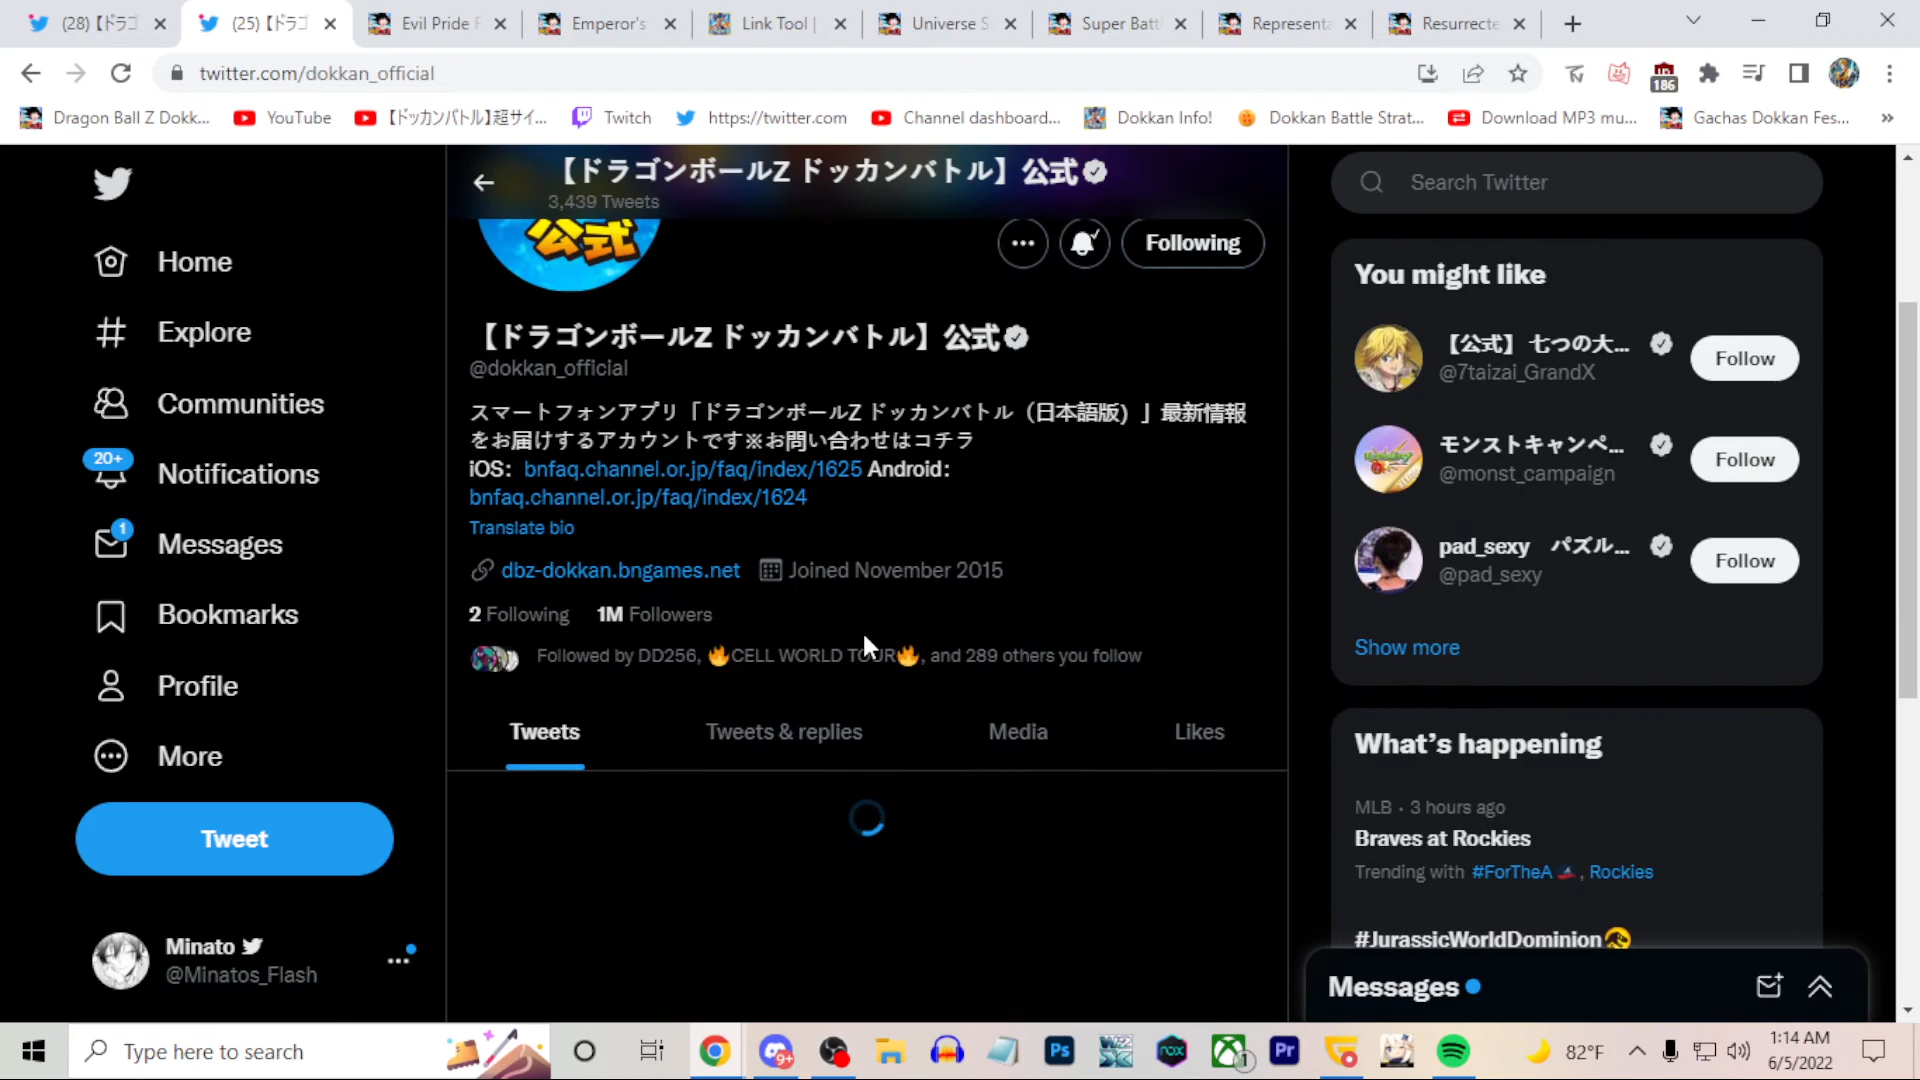 (28)【ドラゴ
(25)【ドラゴ
Evil Pride F
Emperor's
Link Tool |
Universe S
Super Battl
Representa
Resurrecte
twitter.com/dokkan_official
186
Dragon Ball Z Dokk...
YouTube
【ドッカンバトル】超サイ...
Twitch
https://twitter.com
Channel dashboard...
Dokkan Info!
Dokkan Battle Strat...
Download MP3 mu...
Gachas Dokkan Fes...
»
【ドラゴンボールZ ドッカンバトル】公式
3,439 Tweets
Search Twitter
公式
Following
Home
Explore
Communities
20+
Notifications
1
Messages
Bookmarks
Profile
More
Tweet
Minato
@Minatos_Flash
【ドラゴンボールZ ドッカンバトル】公式
@dokkan_official
スマートフォンアプリ「ドラゴンボールZ ドッカンバトル（日本語版）」最新情報
をお届けするアカウントです※お問い合わせはコチラ
iOS: bnfaq.channel.or.jp/faq/index/1625 Android:
bnfaq.channel.or.jp/faq/index/1624
Translate bio
dbz-dokkan.bngames.net Joined November 2015
2 Following 1M Followers
Followed by DD256, 🔥CELL WORLD TOUR🔥, and 289 others you follow
Tweets
Tweets & replies
Media
Likes
You might like
【公式】 七つの大...
@7taizai_GrandX
Follow
モンストキャンペ...
@monst_campaign
Follow
pad_sexy パズル...
@pad_sexy
Follow
Show more
What's happening
MLB · 3 hours ago
Braves at Rockies
Trending with #ForTheA, Rockies
#JurassicWorldDominion
Messages
Type here to search
9+
Ps
nox
1
Pr
82°F
1:14 AM
6/5/2022